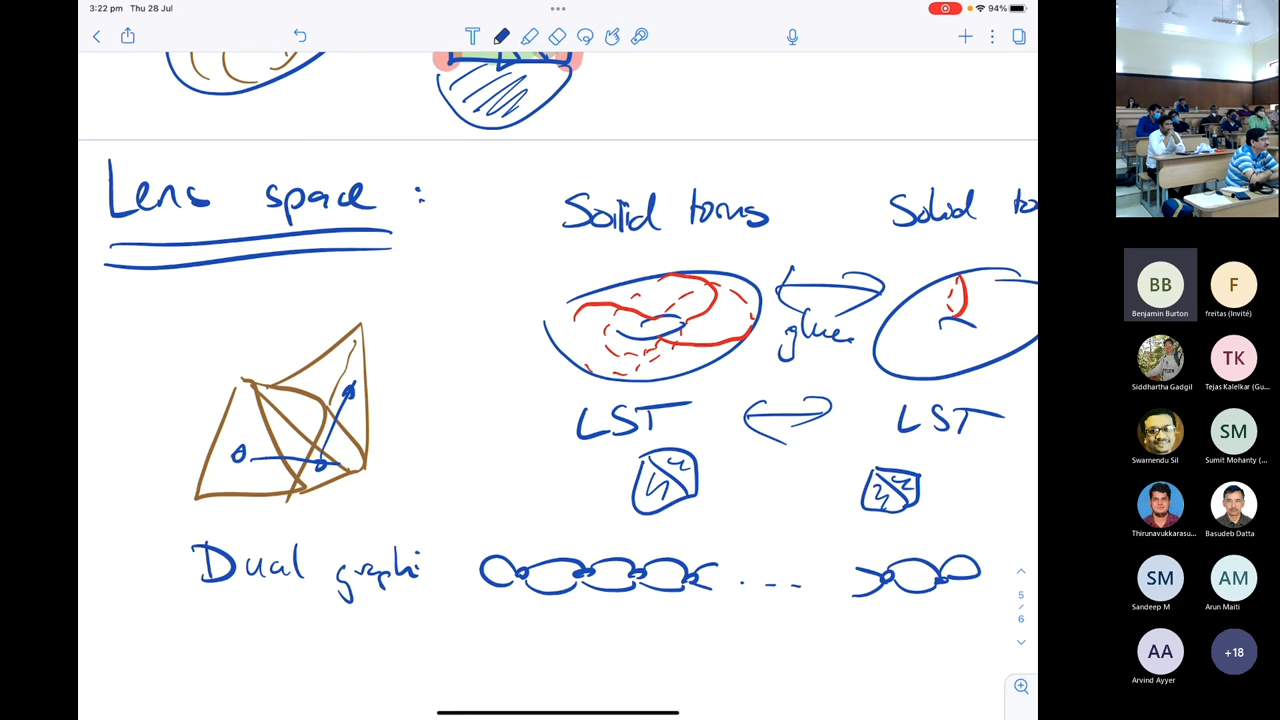 3:22 pm Thu 28 Jul
94%
Lens space :
Solid torus
Solid to
glue
LST
LST
Dual graph:
5
/
6
BB
Benjamin Burton
F
freitas (Invité)
Siddhartha Gadgil
TK
Tejas Kalelkar (Gu...
Swarnendu Sil
SM
Sumit Mohanty (...
Thirunavukkarasu...
Basudeb Datta
SM
Sandeep M
AM
Arun Maiti
AA
Arvind Ayyer
+18